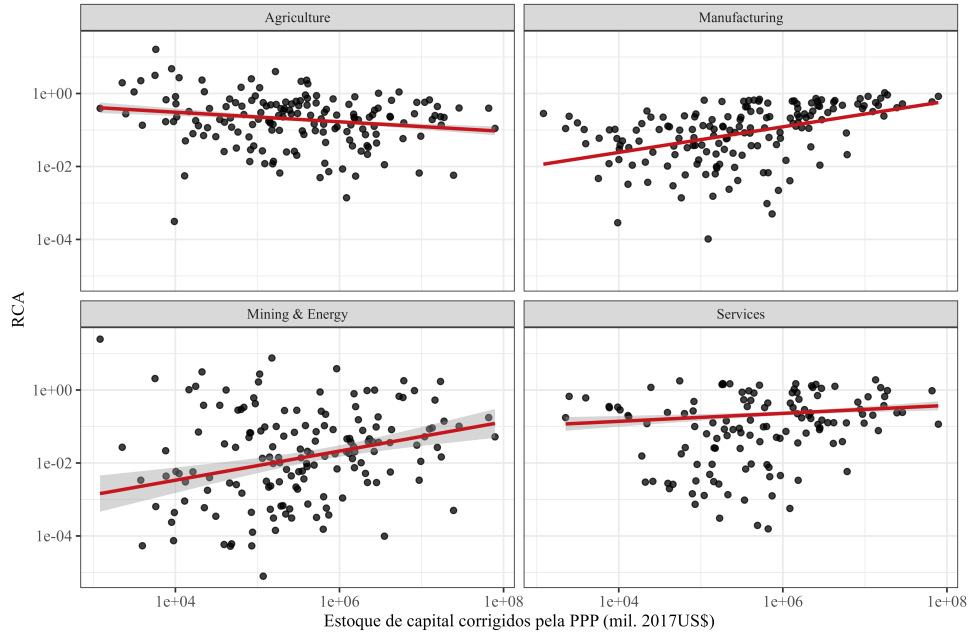 Agriculture
Manufacturing
1e+00
1e-02
1e-04
RCA
Mining & Energy
Services
1e+00
1e-02
1e-04
1e+04
1e+06
1e+08
1e+04
1e+06
1e+08
Estoque de capital corrigidos pela PPP (mil. 2017US$)